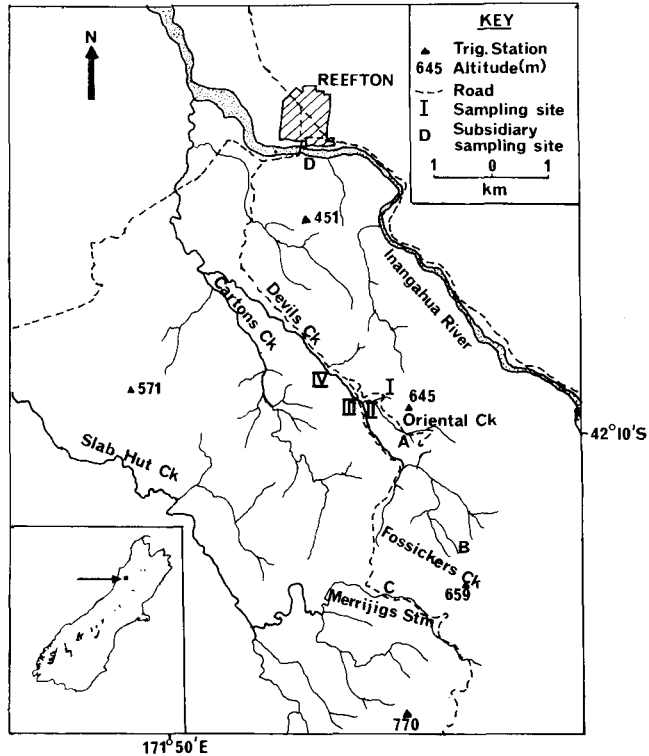 N
REEFTON
KEY
Trig. Station
645 Altitude(m)
Road
I Sampling site
D Subsidiary
sampling site
1 0 1
km
D
451
Inangahua River
Devils Ck
Cartons Ck
IV
I
III
II
645
Oriental Ck
A
571
42°10'S
Slab Hut Ck
B
Fossickers Ck
C
659
Merrijigs Stm
770
171°50'E